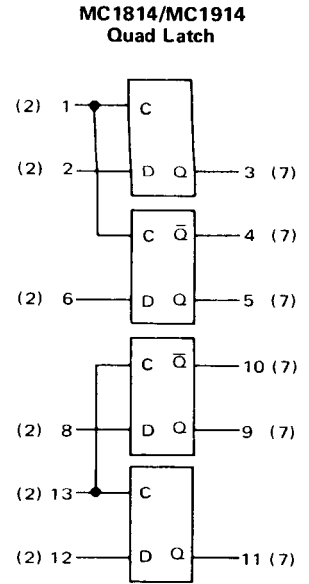 MC1814/MC1914
Quad Latch
(2) 1 C
(2) 2 D Q 3 (7)
C Q̅ 4 (7)
(2) 6 D Q 5 (7)
C Q̅ 10 (7)
(2) 8 D Q 9 (7)
(2) 13 C
(2) 12 D Q 11 (7)